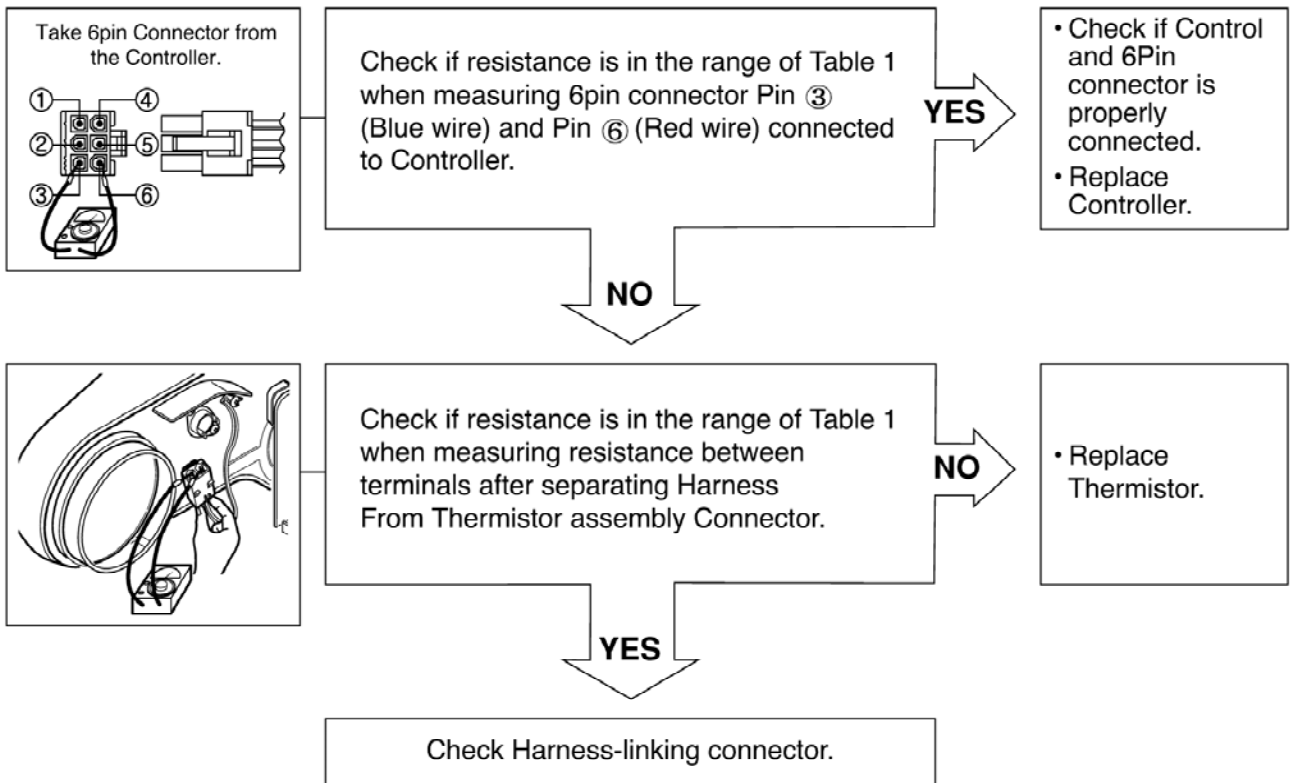 Take 6pin Connector from
the Controller.
①
④
②
⑤
③
⑥
Check if resistance is in the range of Table 1
when measuring 6pin connector Pin ③
(Blue wire) and Pin ⑥ (Red wire) connected
to Controller.
YES
• Check if Control
and 6Pin
connector is
properly
connected.
• Replace
Controller.
NO
Check if resistance is in the range of Table 1
when measuring resistance between
terminals after separating Harness
From Thermistor assembly Connector.
NO
• Replace
Thermistor.
YES
Check Harness-linking connector.